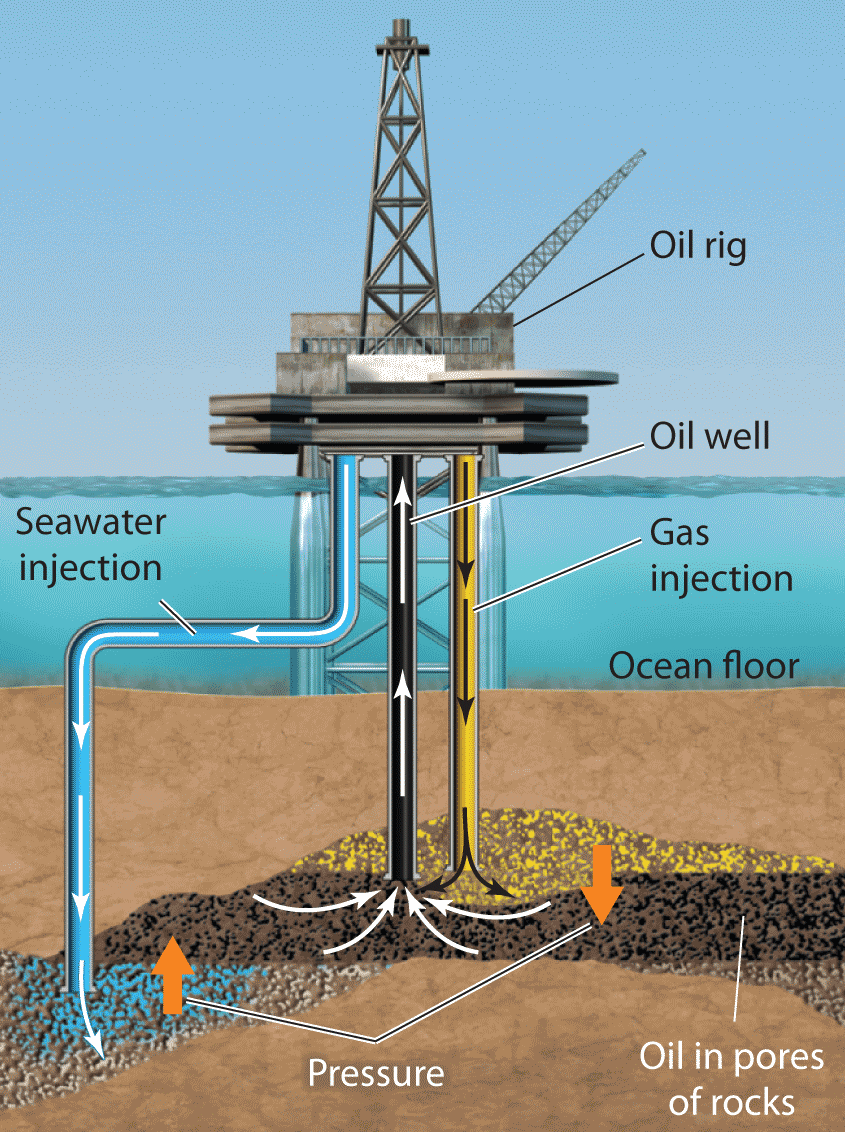 Oil rig
Oil well
Seawater
injection
Gas
injection
Ocean floor
Pressure
Oil in pores
of rocks